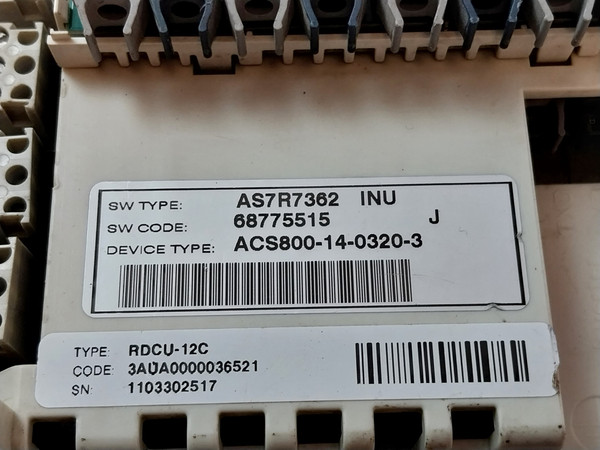 SW TYPE: AS7R7362 INU
SW CODE: 68775515 J
DEVICE TYPE: ACS800-14-0320-3
TYPE: RDCU-12C
CODE: 3AUA0000036521
SN: 1103302517